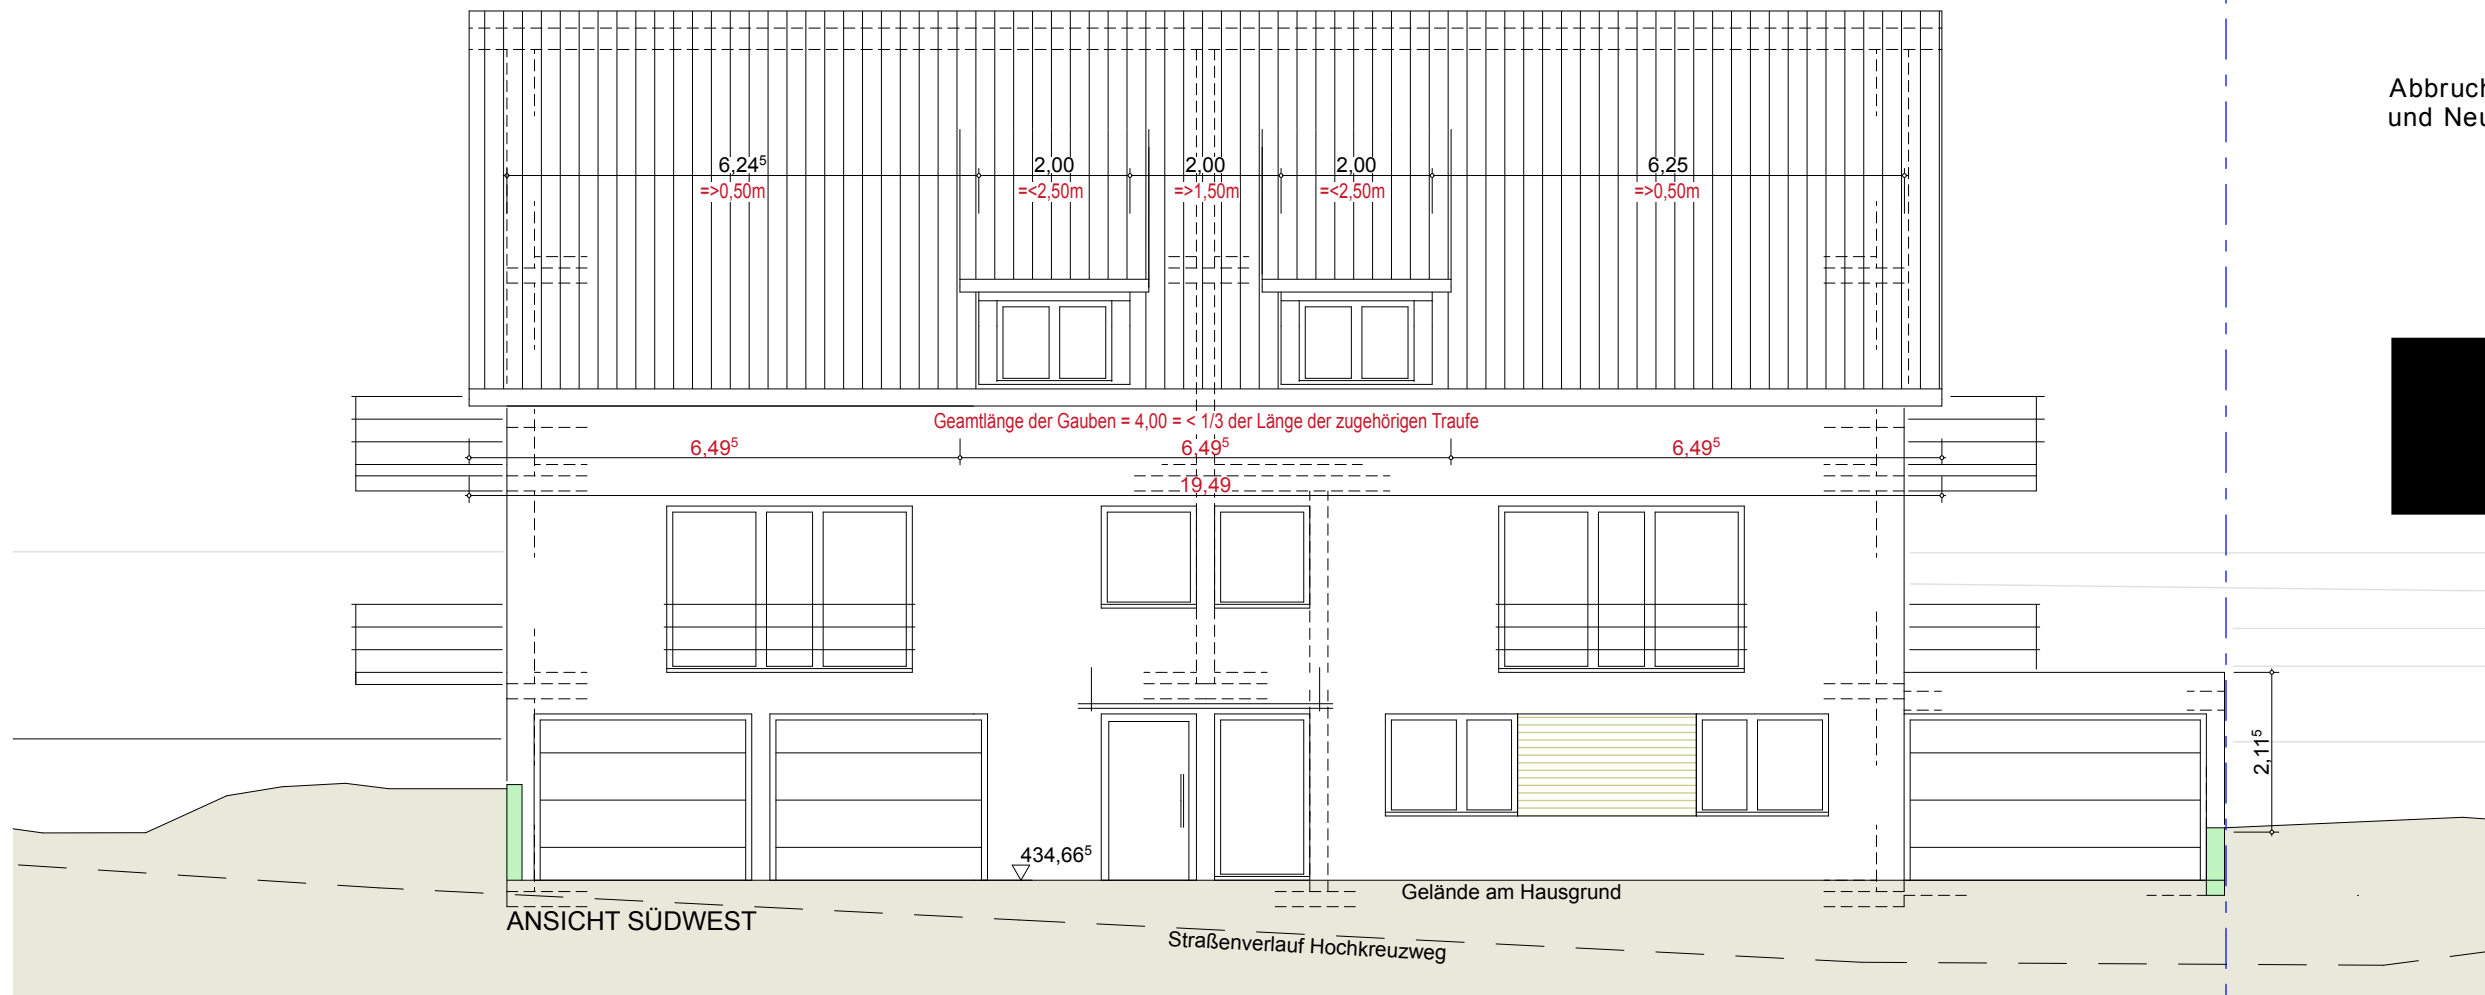 Abbruch
und Neu
6,24⁵ 2,00 2,00 2,00 6,25
=>0,50m =<2,50m =>1,50m =<2,50m =>0,50m
Geamtlänge der Gauben = 4,00 = < 1/3 der Länge der zugehörigen Traufe
6,49⁵ 6,49⁵ 6,49⁵
19,49
2,11⁵
434,66⁵
Gelände am Hausgrund
ANSICHT SÜDWEST
Straßenverlauf Hochkreuzweg